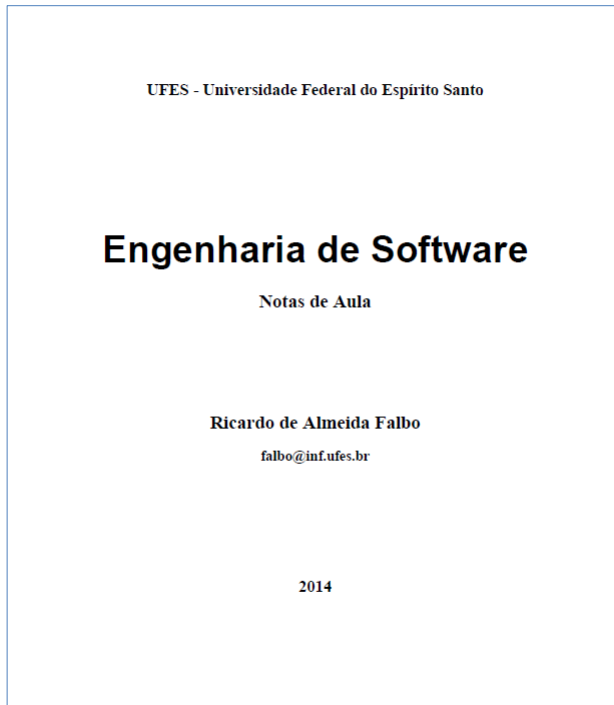 UFES - Universidade Federal do Espírito Santo
Engenharia de Software
Notas de Aula
Ricardo de Almeida Falbo
falbo@inf.ufes.br
2014